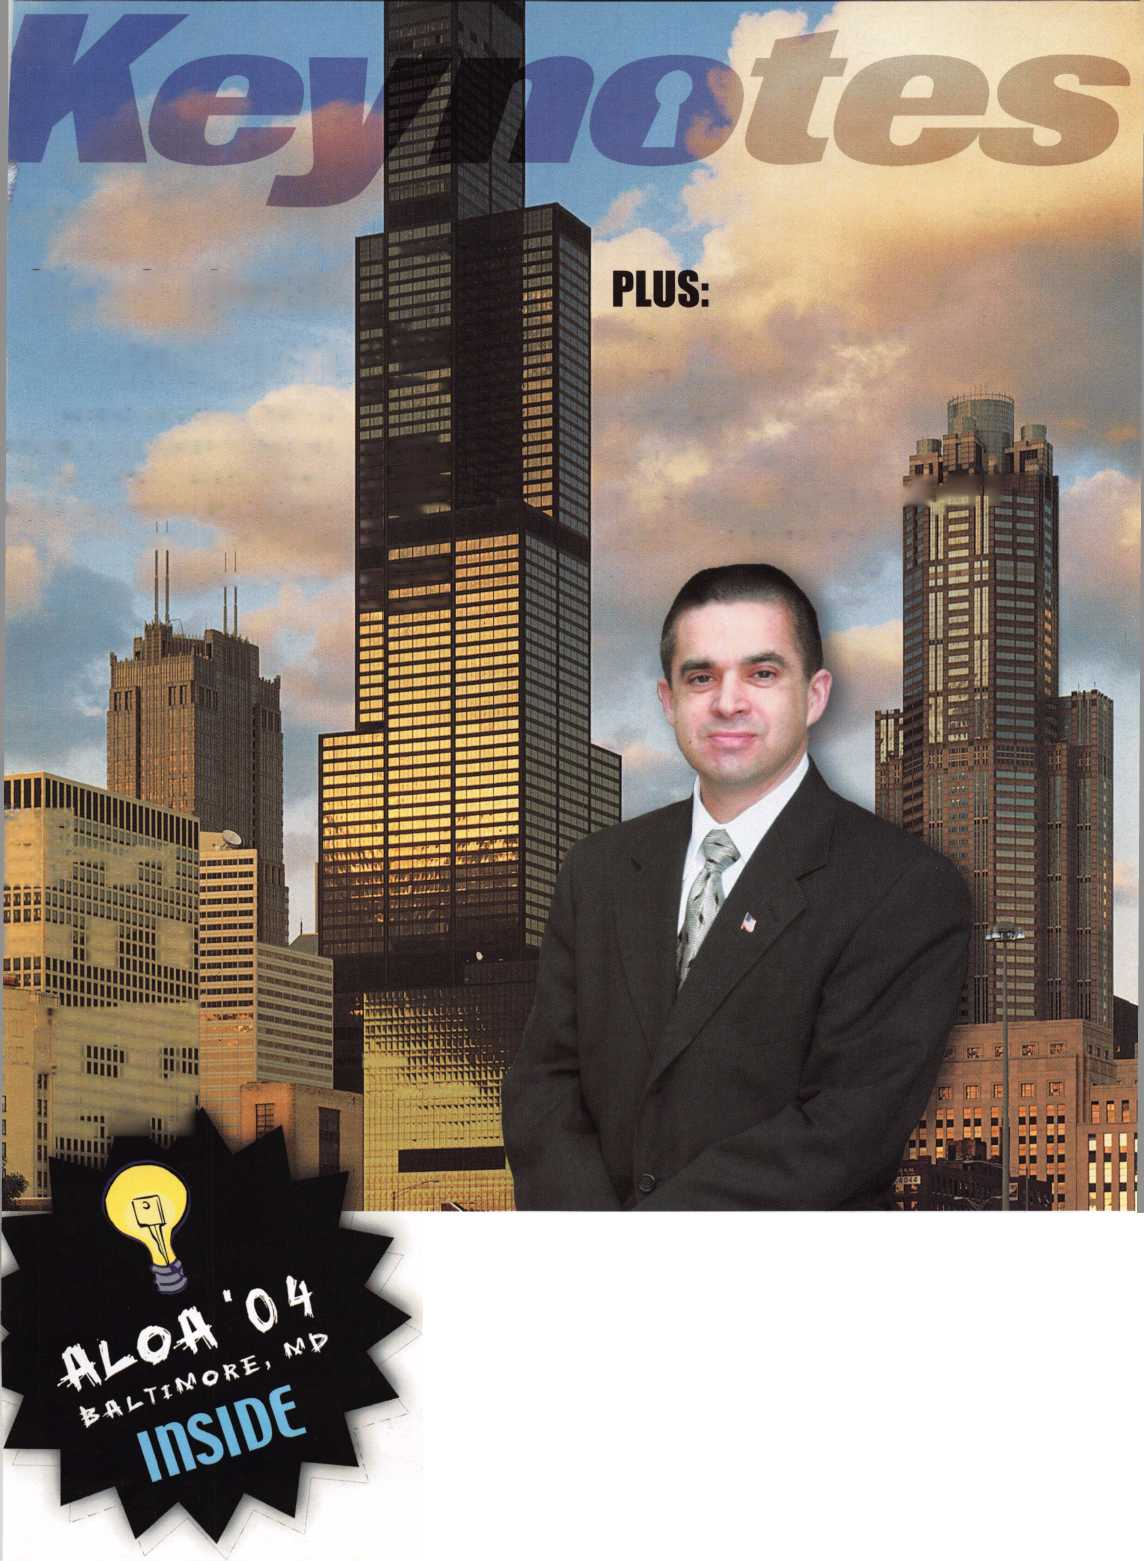 Keynotes
PLUS:
ALOA '04
BALTIMORE, MD
INSIDE